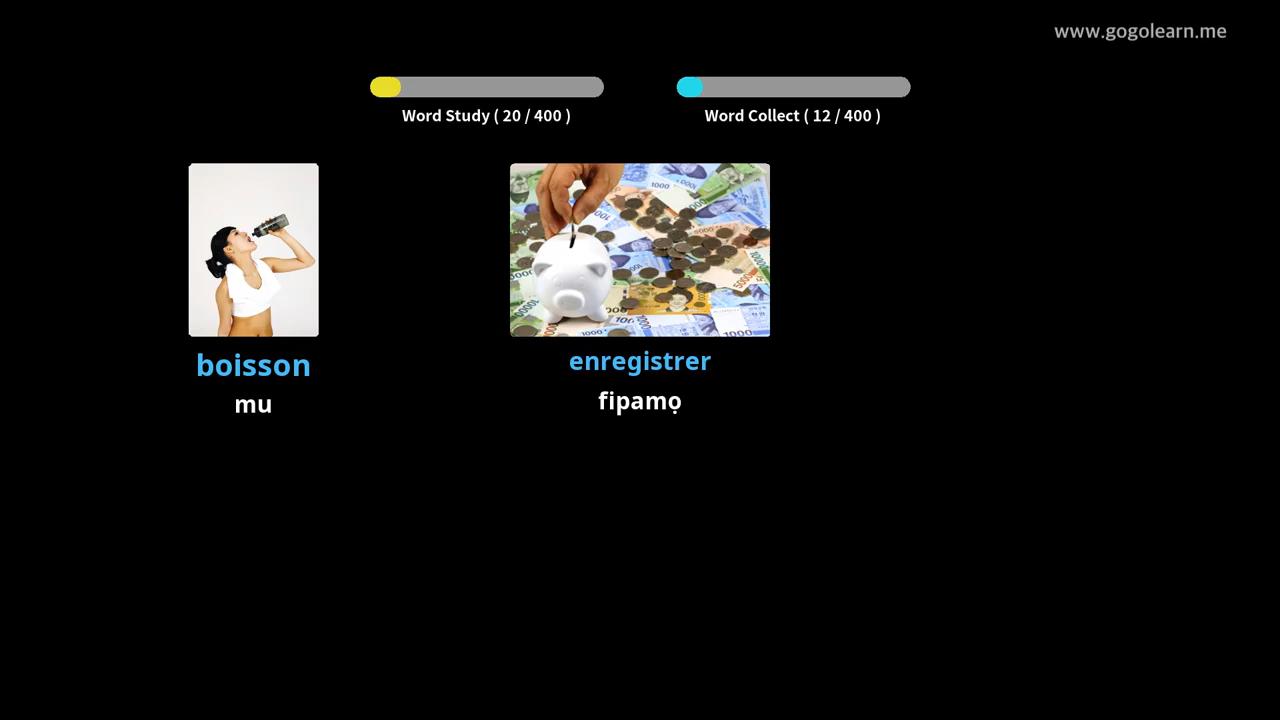 www.gogolearn.me
Word Study ( 20 / 400 )
Word Collect ( 12 / 400 )
boisson
mu
enregistrer
fipamọ